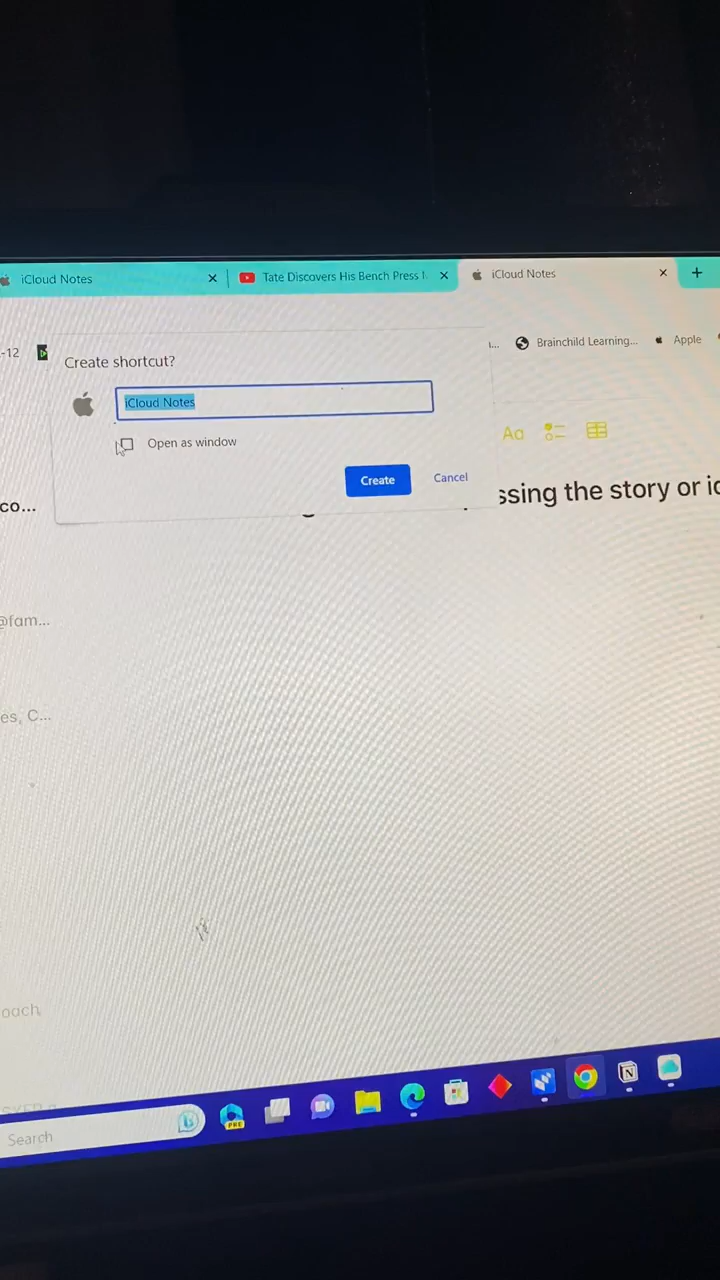 iCloud Notes
Tate Discovers His Bench Press
iCloud Notes
-12
Create shortcut?
Brainchild Learning...
Apple
iCloud Notes
Open as window
Aa
Create
Cancel
co...
ssing the story or
@fam...
es, C...
oach
Search
PRE